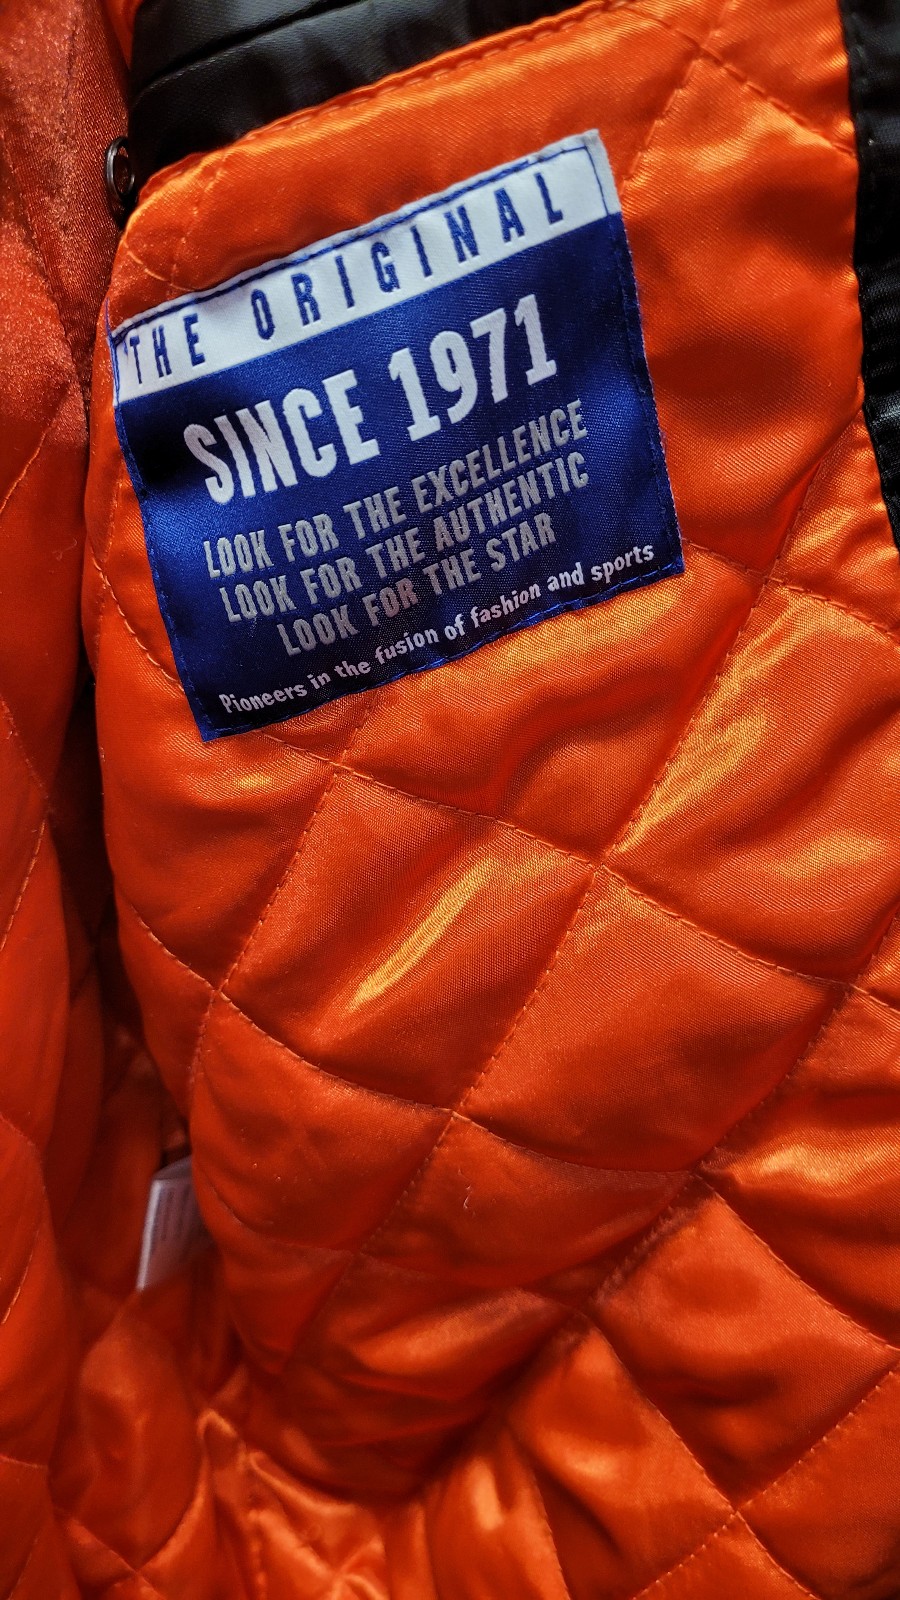 THE ORIGINAL
SINCE 1971
LOOK FOR THE EXCELLENCE
LOOK FOR THE AUTHENTIC
LOOK FOR THE STAR
Pioneers in the fusion of fashion and sports